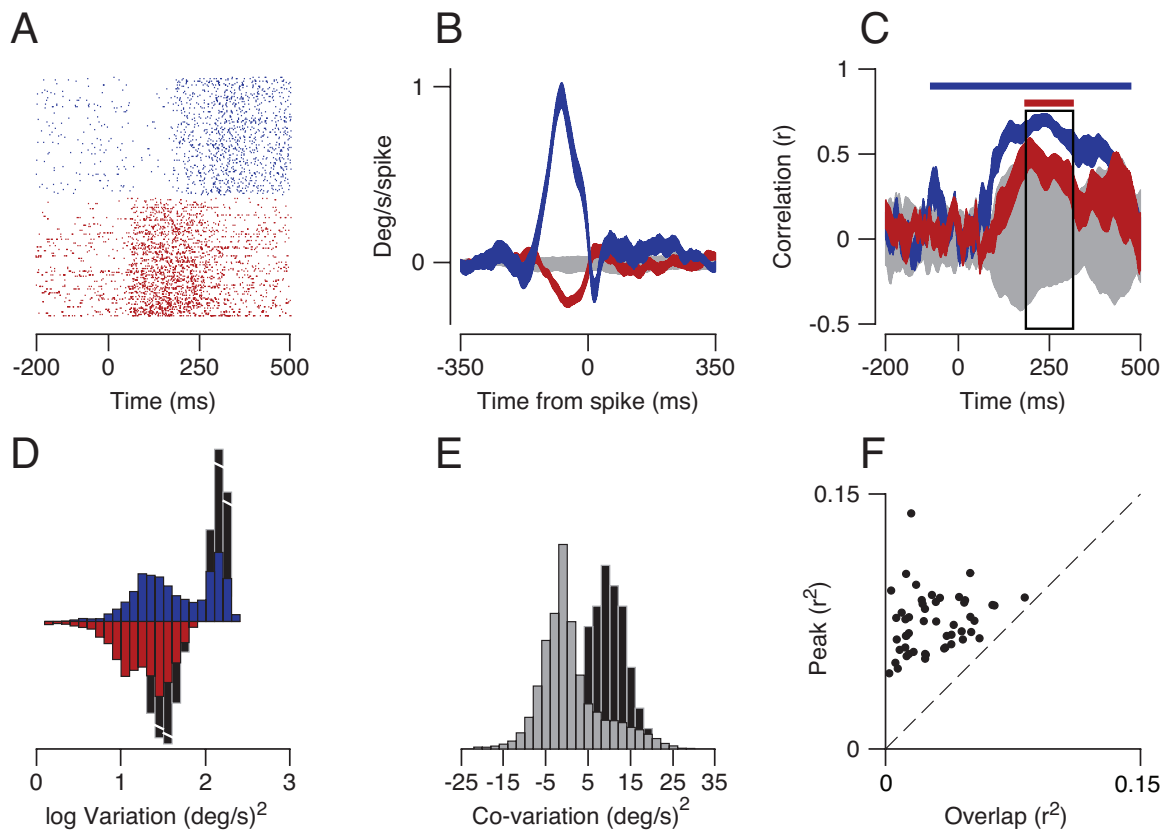 A
-200
0
250
500
Time (ms)
B
1
0
Deg/s/spike
-350
0
350
Time from spike (ms)
C
1
0.5
0
-0.5
Correlation (r)
-200
0
250
500
Time (ms)
D
0
1
2
3
log Variation (deg/s)²
E
-25
-15
-5
5
15
25
35
Co-variation (deg/s)²
F
0.15
0
Peak (r²)
0
0.15
Overlap (r²)